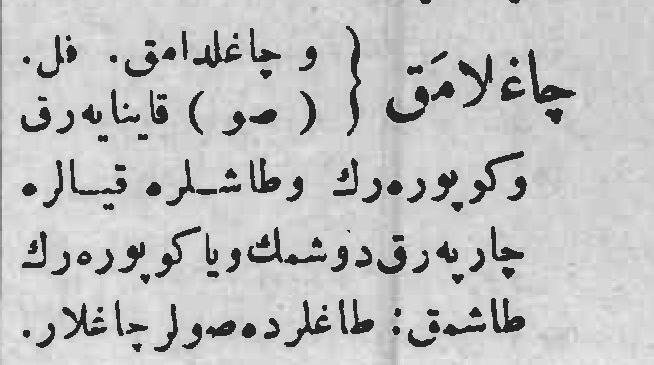 چاغلامَق { و چاغلدامق. فل.
( صو ) قاینایه‌رق
وکوپوره‌رك وطاشلره قیالره
چارپه‌رق دوشمك ویا کوپوره‌رك
طاشمق: طاغلرده صولر چاغلار.